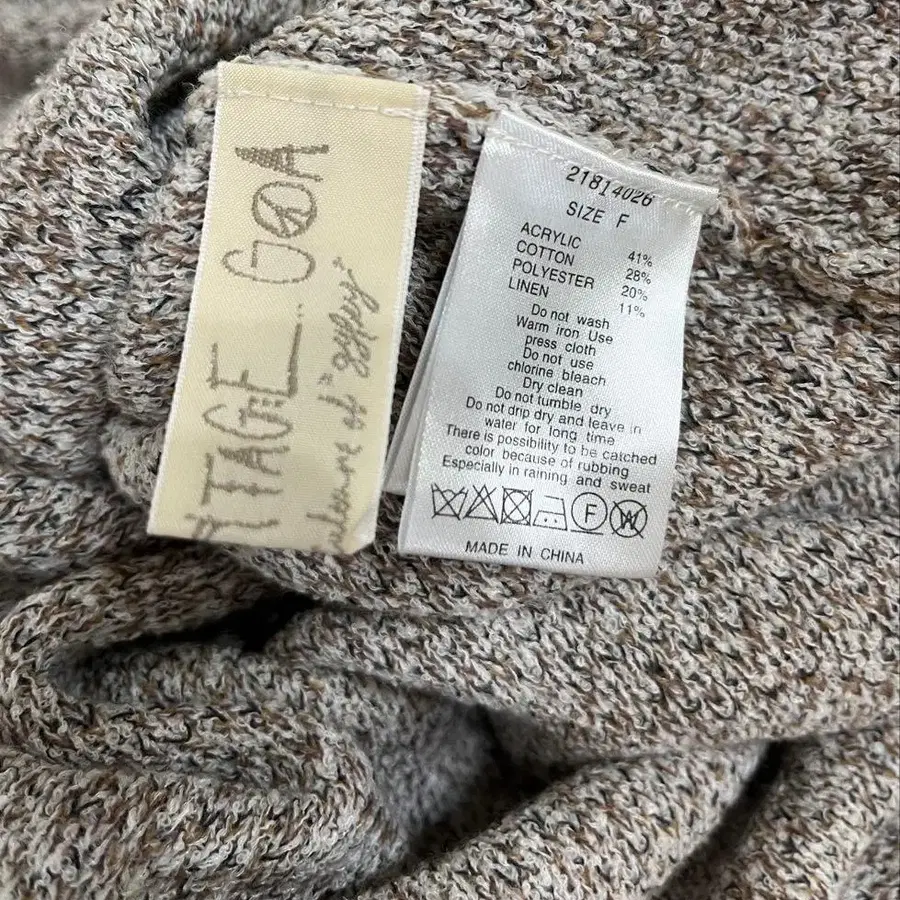 TAGE GOA
of "gypsy"
21814026
SIZE F
ACRYLIC 41%
COTTON 28%
POLYESTER 20%
LINEN 11%
Do not wash
Warm iron Use
press cloth
Do not use
chlorine bleach
Dry clean
Do not tumble dry
Do not drip dry and leave in
water for long time
There is possibility to be catched
color because of rubbing
Especially in raining and sweat
F W
MADE IN CHINA